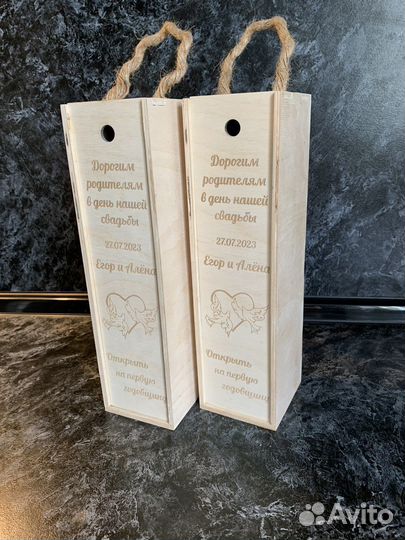 Дорогим
родителям
в день нашей
свадьбы
27.07.2023
Егор и Алёна
Открыть
на первую
годовщину
Дорогим
родителям
в день нашей
свадьбы
27.07.2023
Егор и Алёна
Открыть
на первую
годовщину
Avito